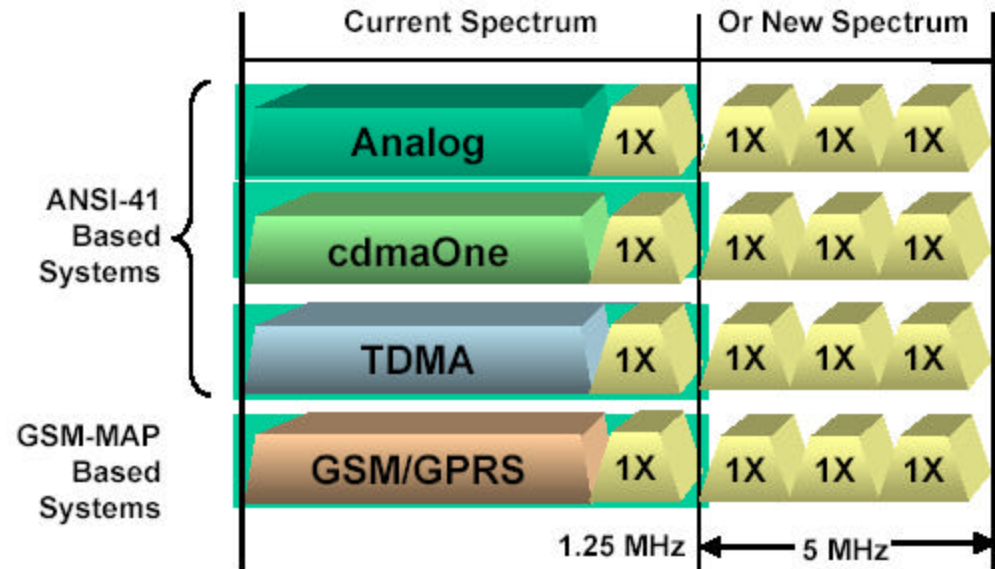 Current Spectrum
Or New Spectrum
ANSI-41
Based
Systems
Analog 1X 1X 1X 1X
cdmaOne 1X 1X 1X 1X
TDMA 1X 1X 1X 1X
GSM-MAP
Based
Systems
GSM/GPRS 1X 1X 1X 1X
1.25 MHz
5 MHz